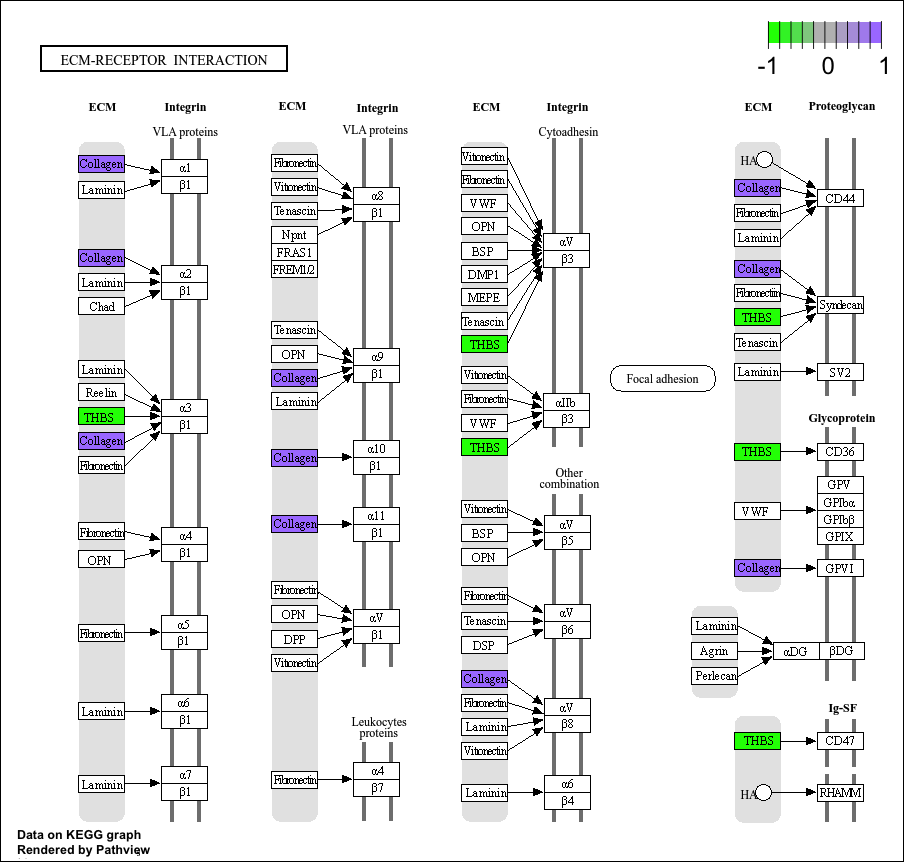 ECM-RECEPTOR INTERACTION
-1 0 1
ECM
Integrin
VLA proteins
Collagen
Laminin
α1
β1
Collagen
Laminin
Chad
α2
β1
Laminin
Reelin
THBS
Collagen
Fibronectin
α3
β1
Fibronectin
OPN
α4
β1
Fibronectin
α5
β1
Laminin
α6
β1
Laminin
α7
β1
ECM
Integrin
VLA proteins
Fibronectin
Vitronectin
Tenascin
Npnt
FRAS1
FREM1/2
α8
β1
Tenascin
OPN
Collagen
Laminin
α9
β1
Collagen
α10
β1
Collagen
α11
β1
Fibronectin
OPN
DPP
Vitronectin
αV
β1
Leukocytes
proteins
Fibronectin
α4
β7
ECM
Integrin
Cytoadhesin
Vitronectin
Fibronectin
VWF
OPN
BSP
DMP1
MEPE
Tenascin
THBS
αV
β3
Vitronectin
Fibronectin
VWF
THBS
αIIb
β3
Other
combination
Vitronectin
BSP
OPN
αV
β5
Fibronectin
Tenascin
DSP
αV
β6
Collagen
Fibronectin
Laminin
Vitronectin
αV
β8
Laminin
α6
β4
Focal adhesion
ECM
Proteoglycan
HA
Collagen
Fibronectin
Laminin
CD44
Collagen
Fibronectin
THBS
Tenascin
Syndecan
Laminin
SV2
Glycoprotein
THBS
CD36
VWF
GPV
GPIbα
GPIbβ
GPIX
Collagen
GPVI
Laminin
Agrin
Perlecan
αDG
βDG
Ig-SF
THBS
CD47
HA
RHAMM
Data on KEGG graph
Rendered by Pathview